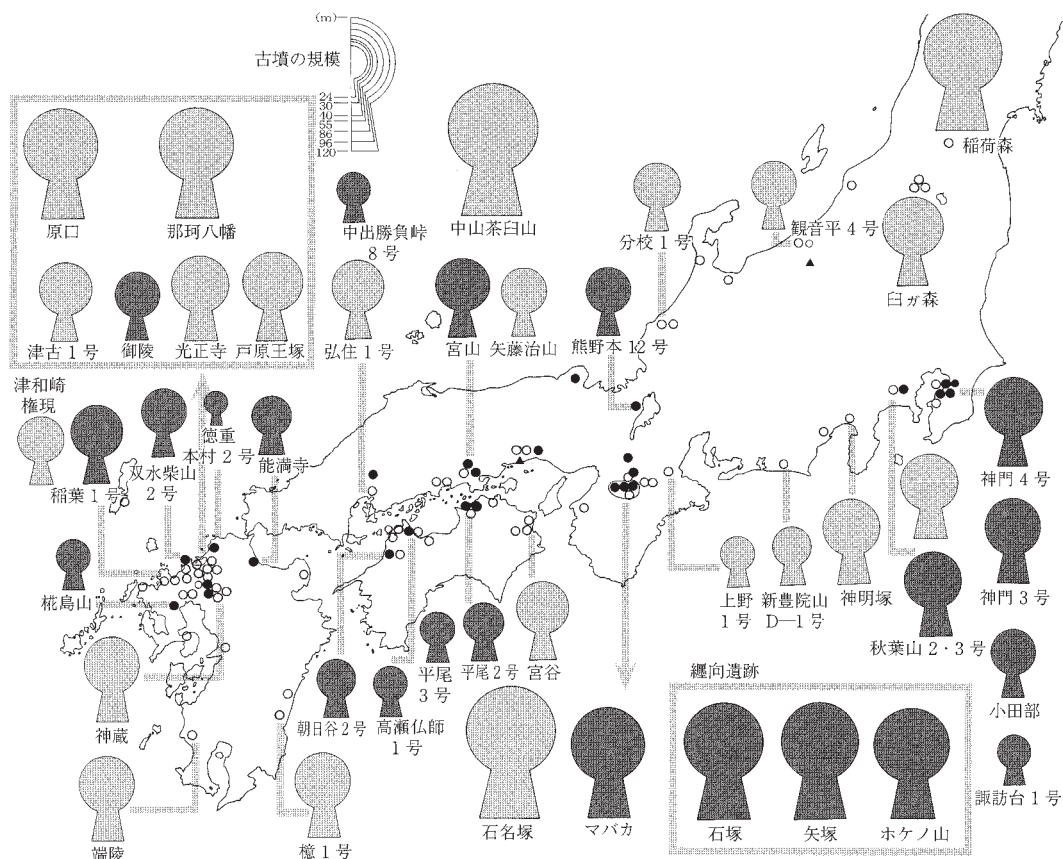 (m)
古墳の規模
24
30
40
55
86
96
120
原口
那珂八幡
津古1号
御陵
光正寺
戸原王塚
中出勝負峠
8号
中山茶臼山
弘住1号
宮山
矢藤治山
熊野本12号
分校1号
観音平4号
稲荷森
臼ヵ森
津和崎
権現
稲葉1号
双水柴山
2号
徳重
本村2号
能満寺
椛島山
神蔵
端陵
檍1号
朝日谷2号
高瀬仏師
1号
平尾
3号
平尾2号
宮谷
石名塚
マバカ
上野
1号
新豊院山
D—1号
神明塚
秋葉山2・3号
神門4号
神門3号
小田部
諏訪台1号
纒向遺跡
石塚
矢塚
ホケノ山